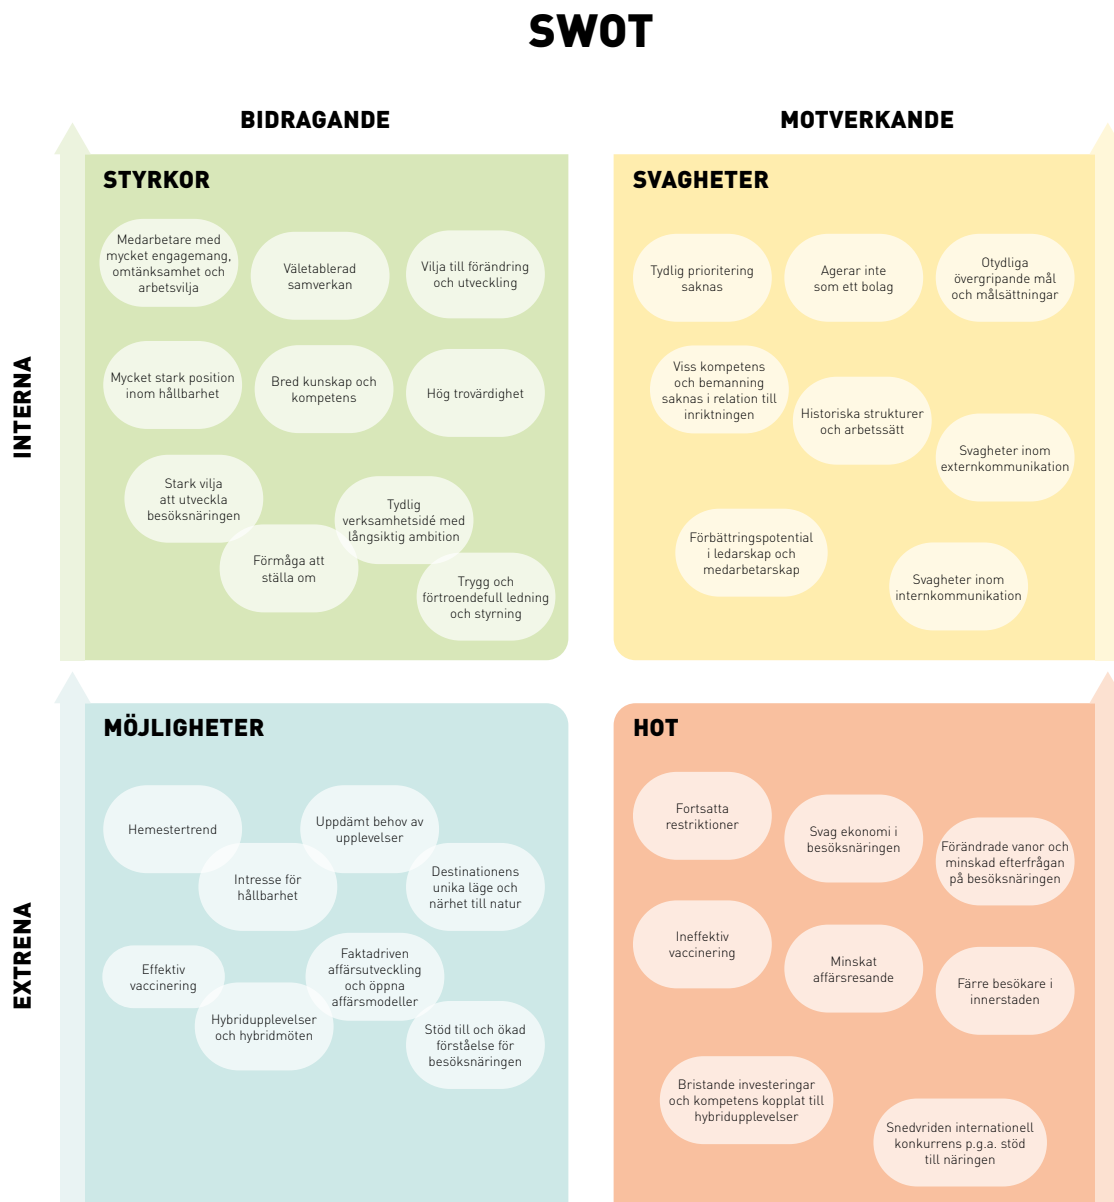 SWOT
BIDRAGANDE
MOTVERKANDE
INTERNA
STYRKOR
Medarbetare med
mycket engagemang,
omtänksamhet och
arbetsvilja
Väletablerad
samverkan
Vilja till förändring
och utveckling
Mycket stark position
inom hållbarhet
Bred kunskap och
kompetens
Hög trovärdighet
Stark vilja
att utveckla
besöksnäringen
Tydlig
verksamhetsidé med
långsiktig ambition
Förmåga att
ställa om
Trygg och
förtroendefull ledning
och styrning
SVAGHETER
Tydlig prioritering
saknas
Agerar inte
som ett bolag
Otydliga
övergripande mål
och målsättningar
Viss kompetens
och bemanning
saknas i relation till
inriktningen
Historiska strukturer
och arbetssätt
Svagheter inom
externkommunikation
Förbättringspotential
i ledarskap och
medarbetarskap
Svagheter inom
internkommunikation
EXTRENA
MÖJLIGHETER
Hemestertrend
Uppdämt behov av
upplevelser
Intresse för
hållbarhet
Destinationens
unika läge och
närhet till natur
Effektiv
vaccinering
Faktadriven
affärsutveckling
och öppna
affärsmodeller
Hybridupplevelser
och hybridmöten
Stöd till och ökad
förståelse för
besöksnäringen
HOT
Fortsatta
restriktioner
Svag ekonomi i
besöksnäringen
Förändrade vanor och
minskad efterfrågan
på besöksnäringen
Ineffektiv
vaccinering
Minskat
affärsresande
Färre besökare i
innerstaden
Bristande investeringar
och kompetens kopplat till
hybridupplevelser
Snedvriden internationell
konkurrens p.g.a. stöd
till näringen